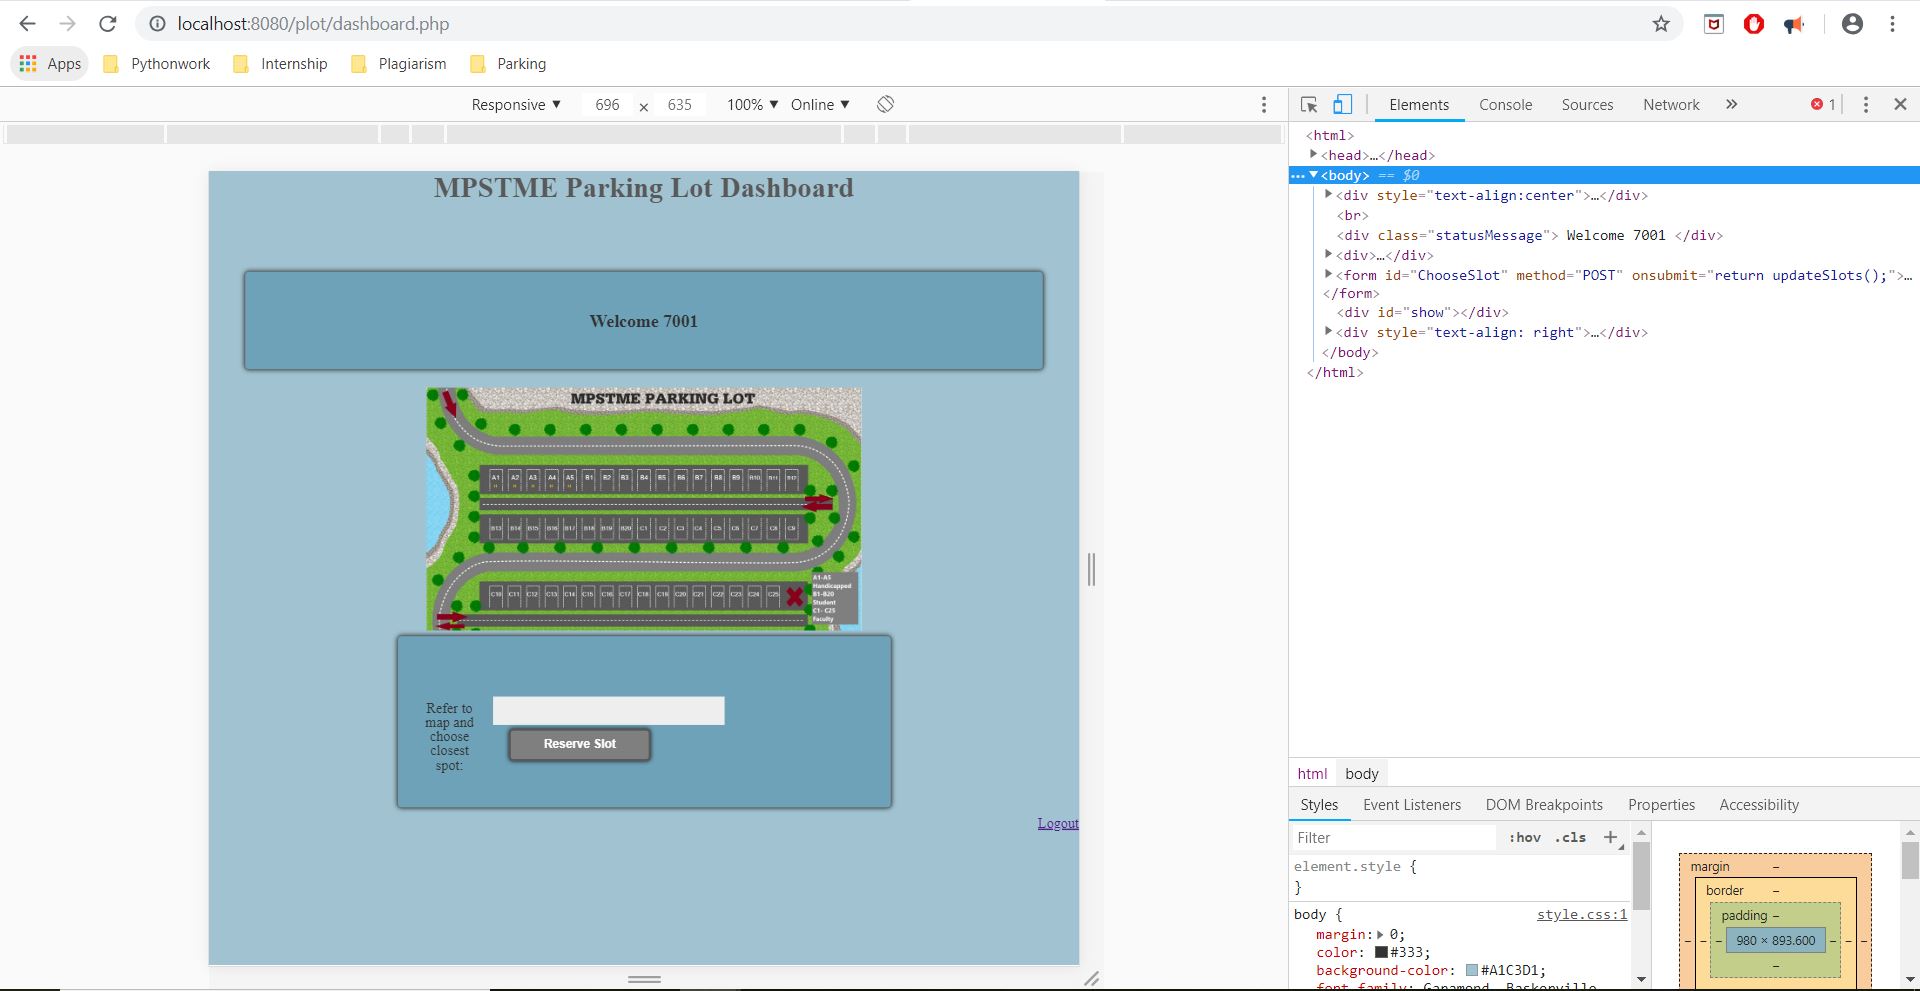 localhost:8080/plot/dashboard.php
Apps Pythonwork Internship Plagiarism Parking
Responsive ▼ 696 × 635 100% ▼ Online ▼
MPSTME Parking Lot Dashboard
Welcome 7001
MPSTME PARKING LOT
A1 A2 A3 A4 A5 B1 B2 B3 B4 B5 B6 B7 B8 B9 B10 B11 B12
B13 B14 B15 B16 B17 B18 B19 B20 C1 C2 C3 C4 C5 C6 C7 C8 C9
C10 C11 C12 C13 C14 C15 C16 C17 C18 C19 C20 C21 C22 C23 C24 C25
A1-A5
Handicapped
B1-B20
Student
C1- C25
Faculty
Refer to
map and
choose
closest
spot:
Reserve Slot
Logout
Elements Console Sources Network » 1
<html>
<head>…</head>
… <body> == $0
<div style="text-align:center">…</div>
<br>
<div class="statusMessage"> Welcome 7001 </div>
<div>…</div>
<form id="ChooseSlot" method="POST" onsubmit="return updateSlots();">…
</form>
<div id="show"></div>
<div style="text-align: right">…</div>
</body>
</html>
html body
Styles Event Listeners DOM Breakpoints Properties Accessibility
Filter :hov .cls +
element.style {
}
body { style.css:1
margin: 0;
color: #333;
background-color: #A1C3D1;
font-family: Garamond, Baskerville,
margin –
border –
padding –
– – – 980 × 893.600 – – –
–